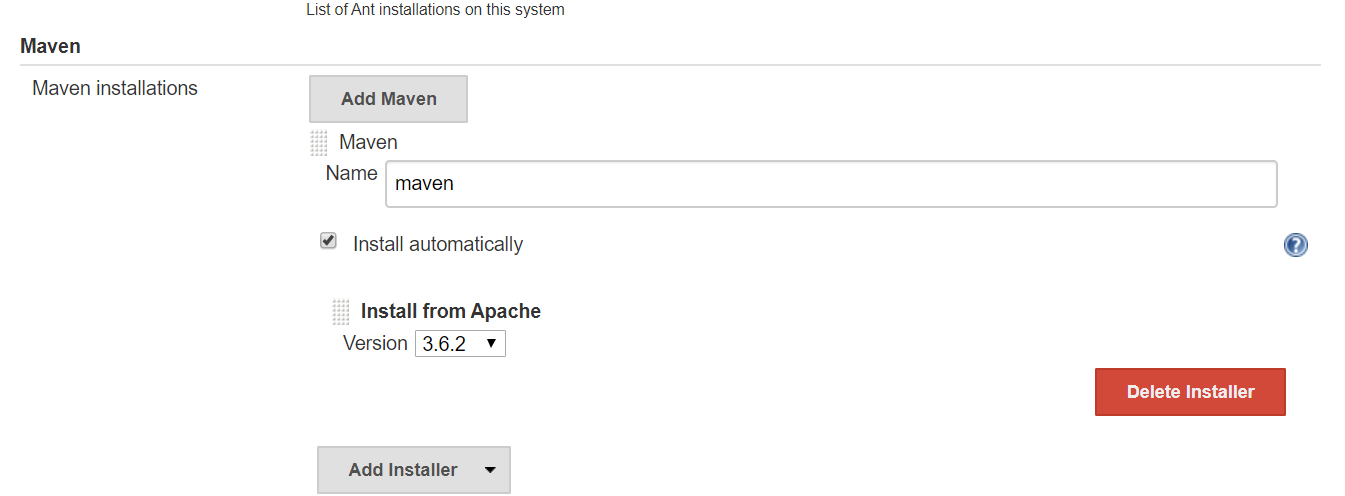 List of Ant installations on this system
Maven
Maven installations
Add Maven
Maven
Name maven
Install automatically
Install from Apache
Version 3.6.2
Delete Installer
Add Installer